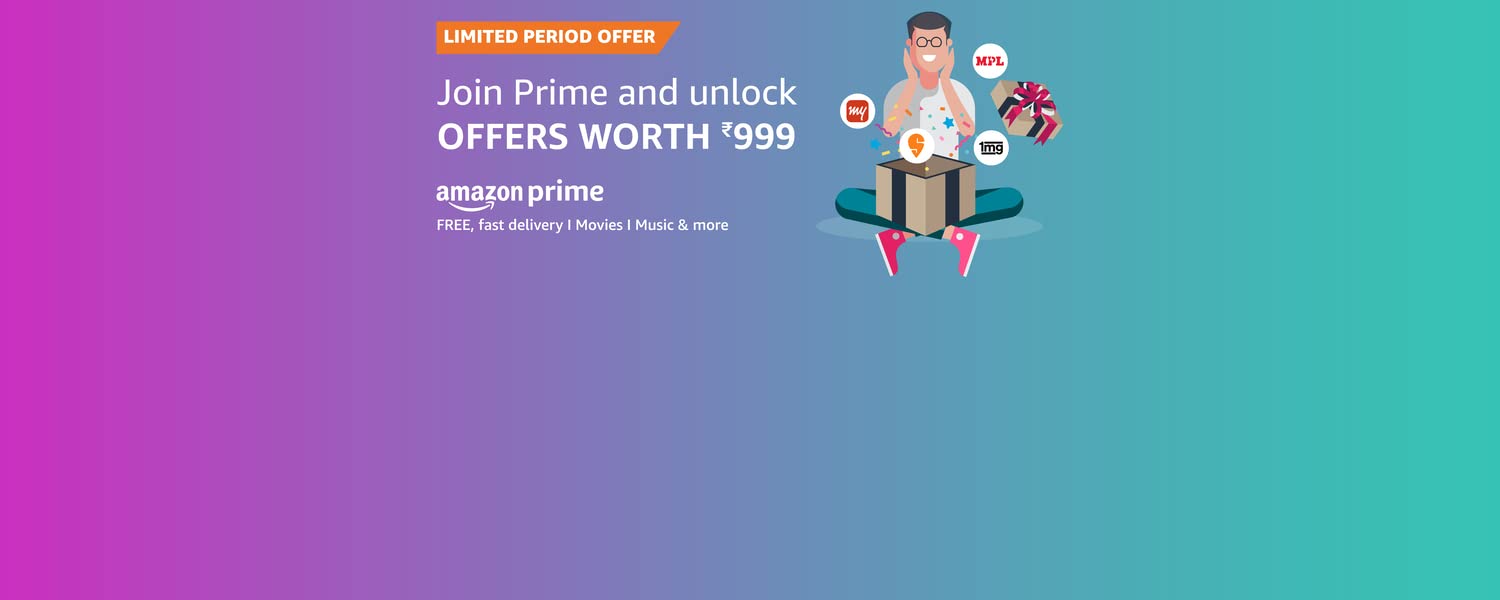 LIMITED PERIOD OFFER
Join Prime and unlock
OFFERS WORTH ₹999
amazon prime
FREE, fast delivery I Movies I Music & more
MPL
my
1mg